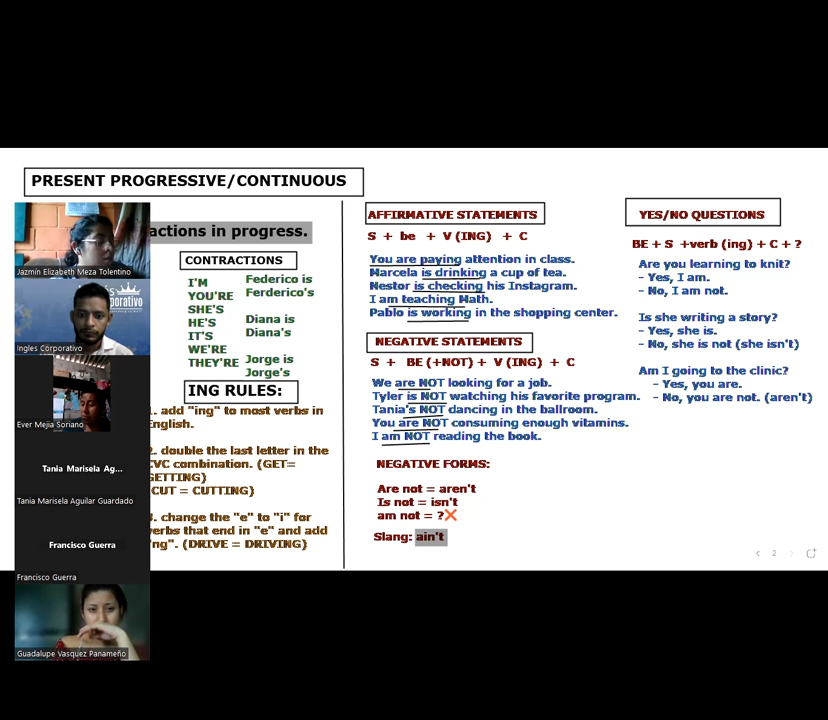 PRESENT PROGRESSIVE/CONTINUOUS
actions in progress.
CONTRACTIONS
I'M
YOU'RE
SHE'S
HE'S
IT'S
WE'RE
THEY'RE
Federico is
Ferderico's
Diana is
Diana's
Jorge is
Jorge's
ING RULES:
1. add "ing" to most verbs in
English.
2. double the last letter in the
CVC combination. (GET=
GETTING)
(CUT = CUTTING)
3. change the "e" to "i" for
verbs that end in "e" and add
"ng". (DRIVE = DRIVING)
AFFIRMATIVE STATEMENTS
S + be + V (ING) + C
You are paying attention in class.
Marcela is drinking a cup of tea.
Nestor is checking his Instagram.
I am teaching Math.
Pablo is working in the shopping center.
NEGATIVE STATEMENTS
S + BE (+NOT) + V (ING) + C
We are NOT looking for a job.
Tyler is NOT watching his favorite program.
Tania's NOT dancing in the ballroom.
You are NOT consuming enough vitamins.
I am NOT reading the book.
NEGATIVE FORMS:
Are not = aren't
Is not = isn't
am not = ?
Slang: ain't
YES/NO QUESTIONS
BE + S +verb (ing) + C + ?
Are you learning to knit?
- Yes, I am.
- No, I am not.
Is she writing a story?
- Yes, she is.
- No, she is not (she isn't)
Am I going to the clinic?
- Yes, you are.
- No, you are not. (aren't)
2
Jazmín Elizabeth Meza Tolentino
Ingles Corporativo
Ever Mejia Soriano
Tania Marisela Ag...
Tania Marisela Aguilar Guardado
Francisco Guerra
Francisco Guerra
Guadalupe Vasquez Panameño